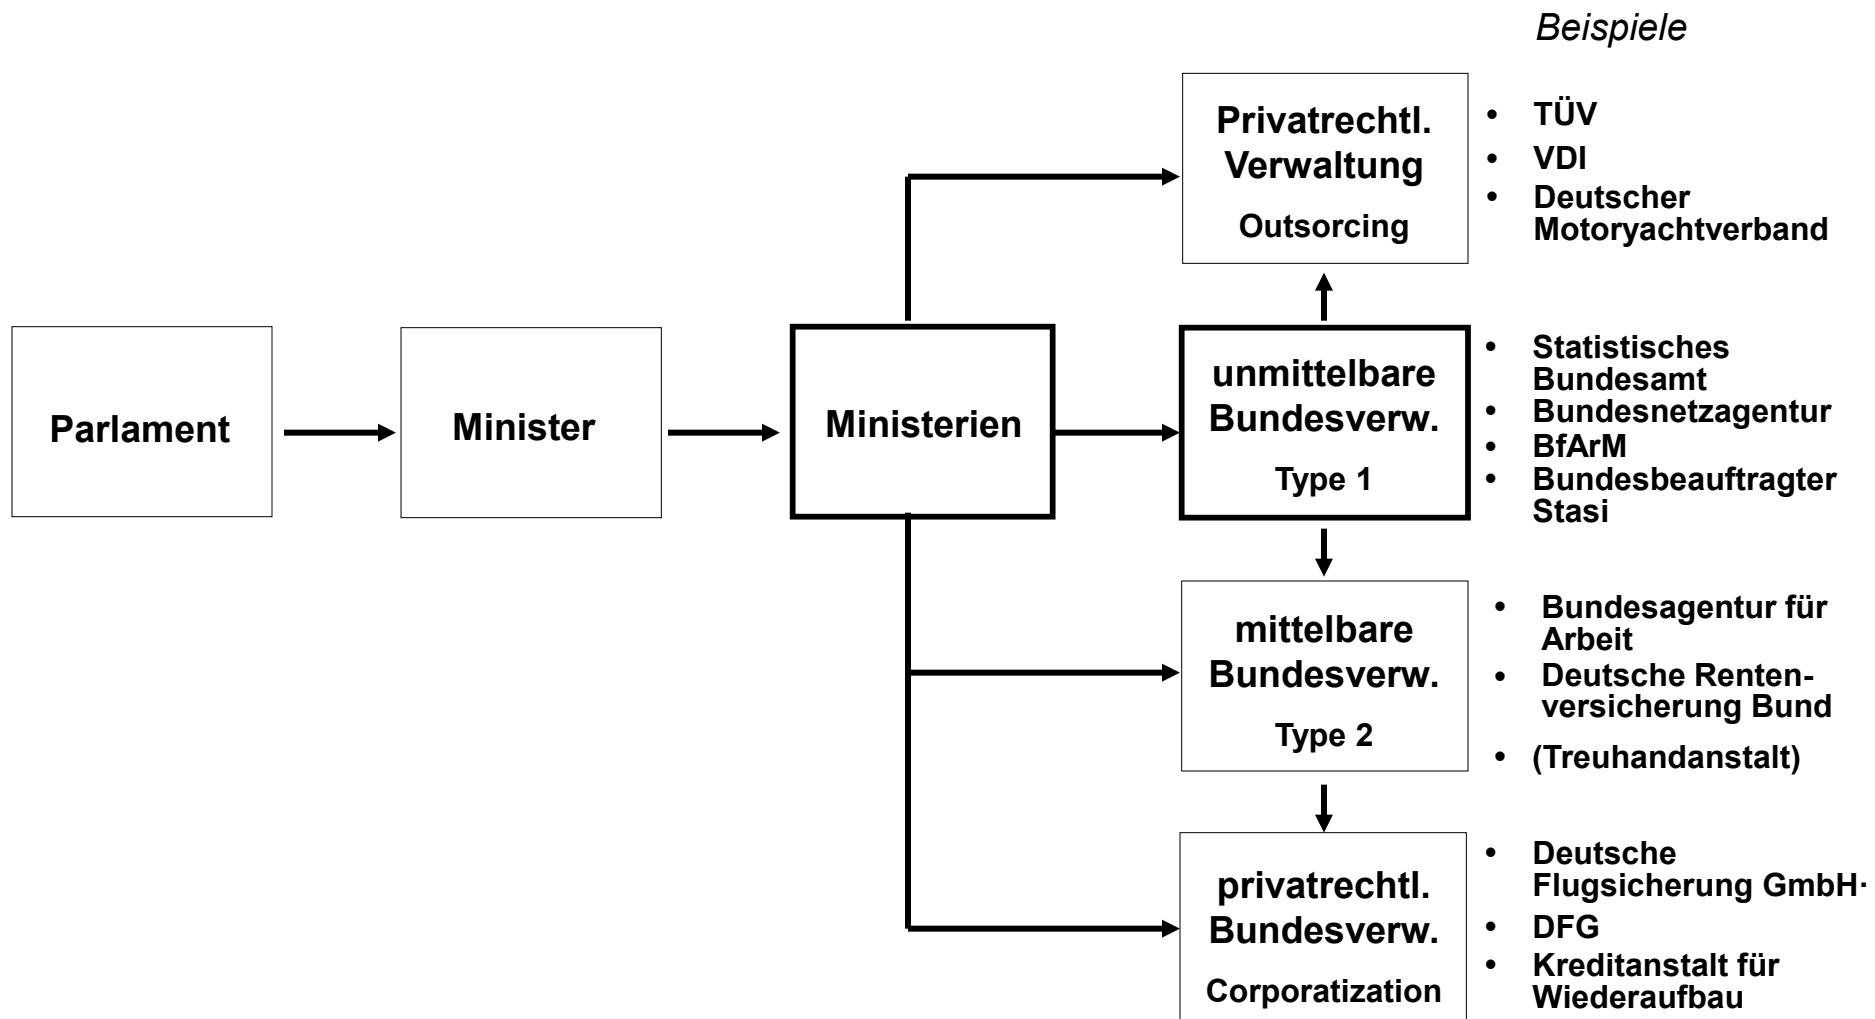 Beispiele
Privatrechtl.
Verwaltung
Outsorcing
• TÜV
• VDI
• Deutscher
Motoryachtverband
Parlament
Minister
Ministerien
unmittelbare
Bundesverw.
Type 1
• Statistisches
Bundesamt
• Bundesnetzagentur
• BfArM
• Bundesbeauftragter
Stasi
mittelbare
Bundesverw.
Type 2
• Bundesagentur für
Arbeit
• Deutsche Renten-
versicherung Bund
• (Treuhandanstalt)
privatrechtl.
Bundesverw.
Corporatization
• Deutsche
Flugsicherung GmbH·
• DFG
• Kreditanstalt für
Wiederaufbau